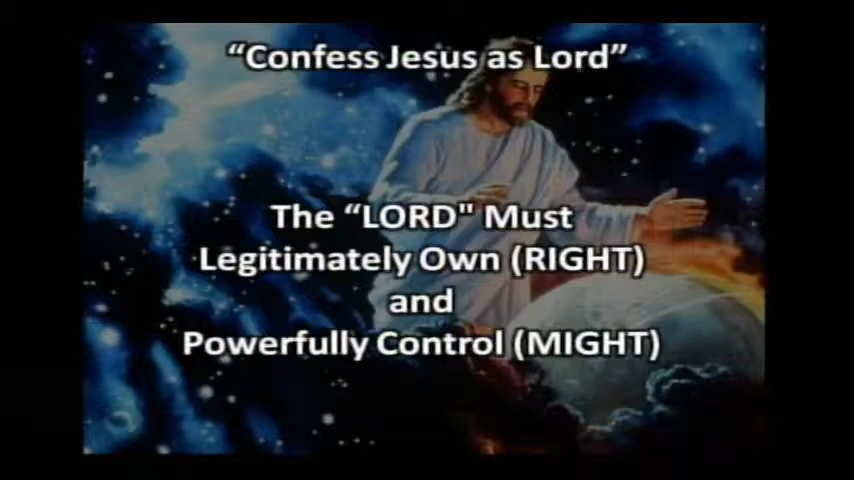 “Confess Jesus as Lord”
The “LORD" Must
Legitimately Own (RIGHT)
and
Powerfully Control (MIGHT)